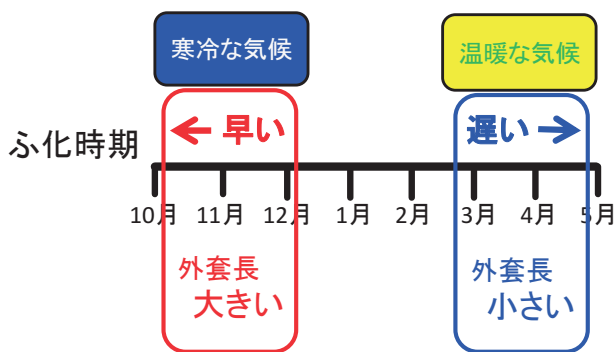 寒冷な気候
温暖な気候
← 早い
遅い →
ふ化時期
10月 11月 12月 1月 2月 3月 4月 5月
外套長
大きい
外套長
小さい